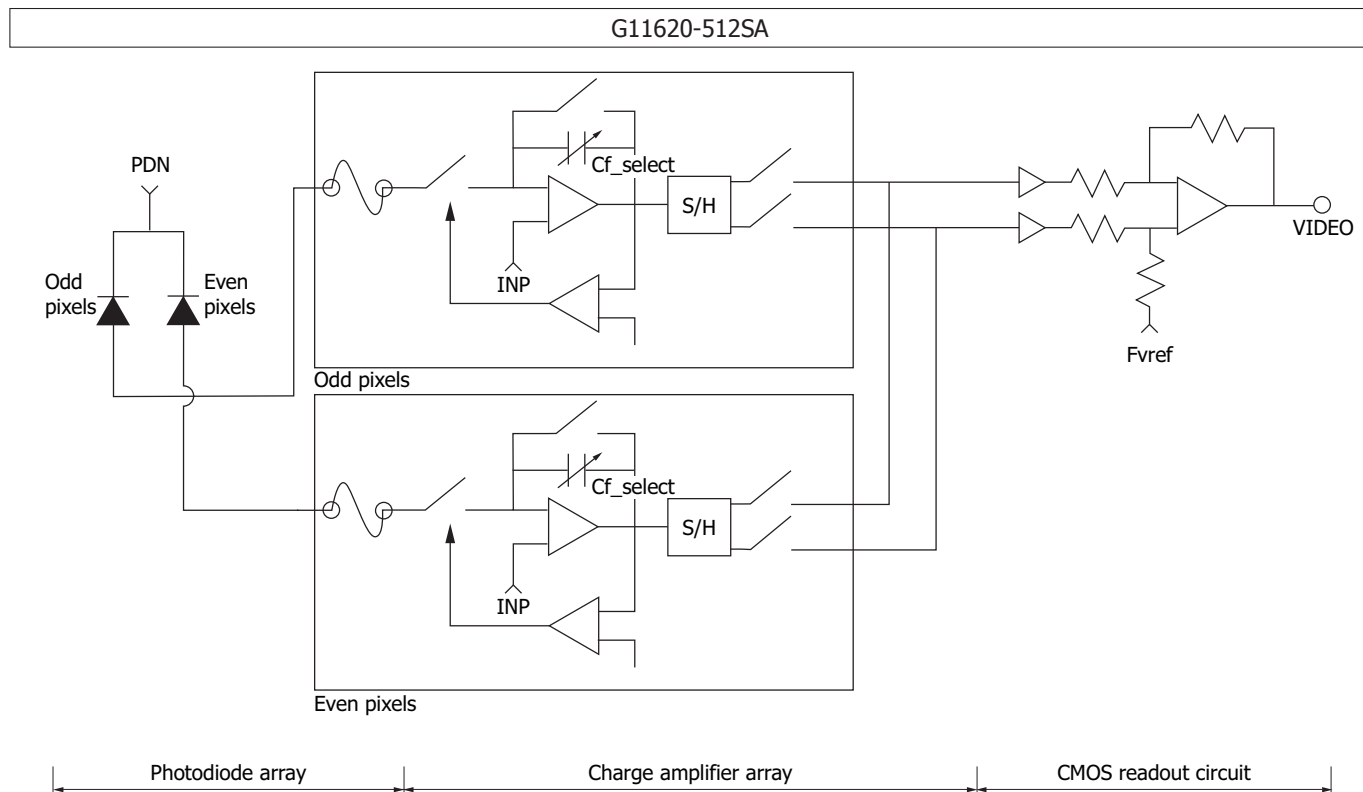 G11620-512SA
PDN
Odd
pixels
Even
pixels
Cf_select
S/H
INP
Odd pixels
Cf_select
S/H
INP
Even pixels
VIDEO
Fvref
Photodiode array
Charge amplifier array
CMOS readout circuit